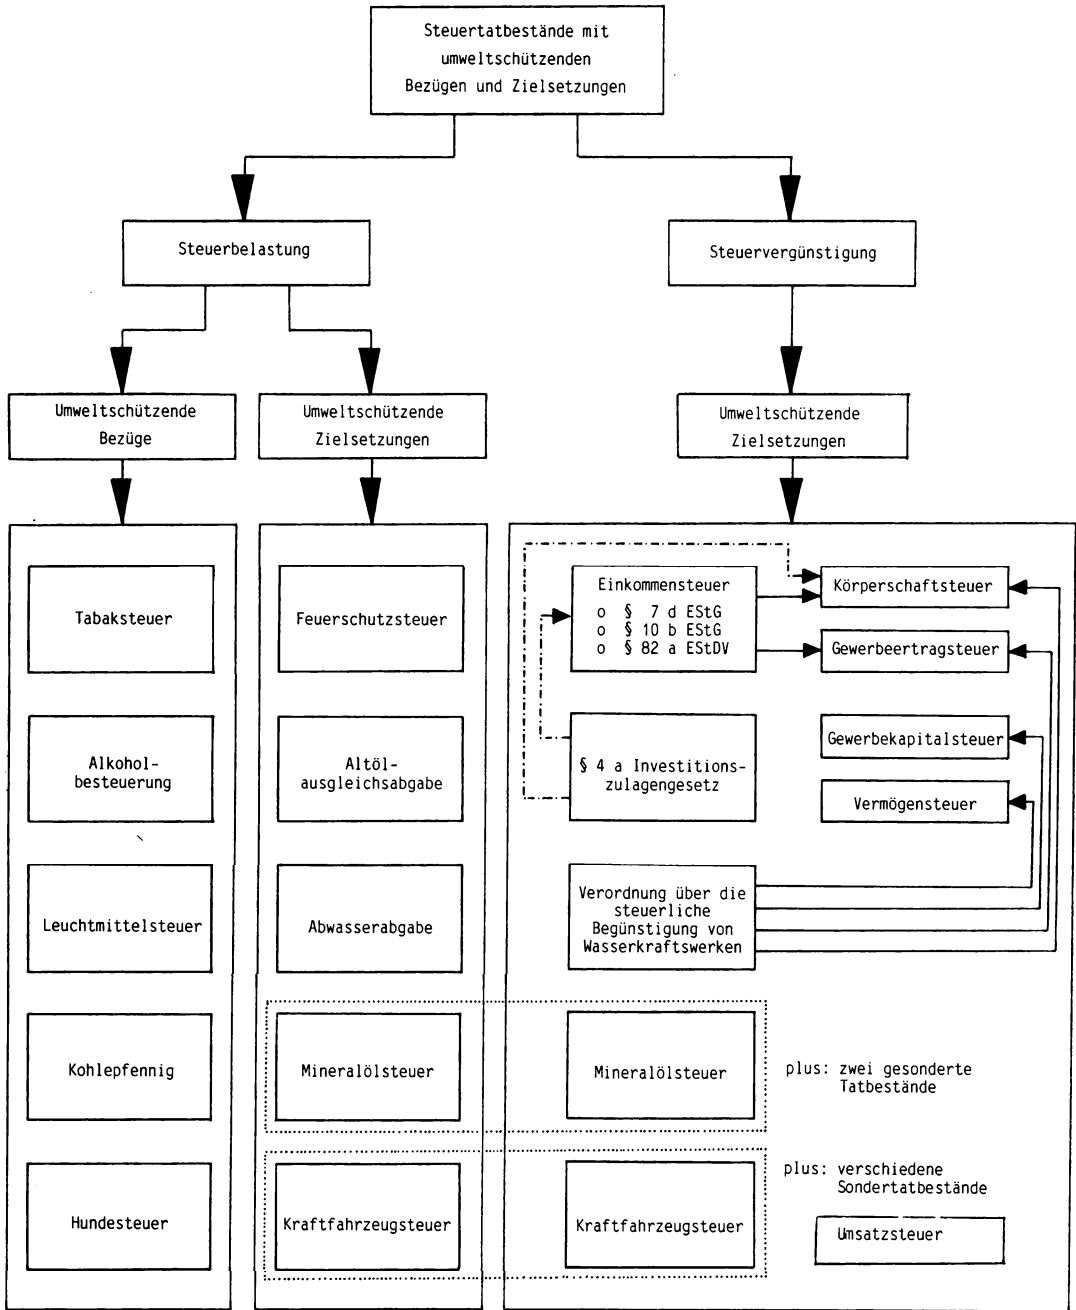 Steuertatbestände mit
umweltschützenden
Bezügen und Zielsetzungen
Steuerbelastung
Steuervergünstigung
Umweltschützende
Bezüge
Umweltschützende
Zielsetzungen
Umweltschützende
Zielsetzungen
Tabaksteuer
Alkohol-
besteuerung
Leuchtmittelsteuer
Kohlepfennig
Hundesteuer
Feuerschutzsteuer
Altöl-
ausgleichsabgabe
Abwasserabgabe
Mineralölsteuer
Kraftfahrzeugsteuer
Einkommensteuer
o § 7 d EStG
o § 10 b EStG
o § 82 a EStDV
§ 4 a Investitions-
zulagengesetz
Verordnung über die
steuerliche
Begünstigung von
Wasserkraftswerken
Mineralölsteuer
Kraftfahrzeugsteuer
Körperschaftsteuer
Gewerbeertragsteuer
Gewerbekapitalsteuer
Vermögensteuer
plus: zwei gesonderte
Tatbestände
plus: verschiedene
Sondertatbestände
Umsatzsteuer